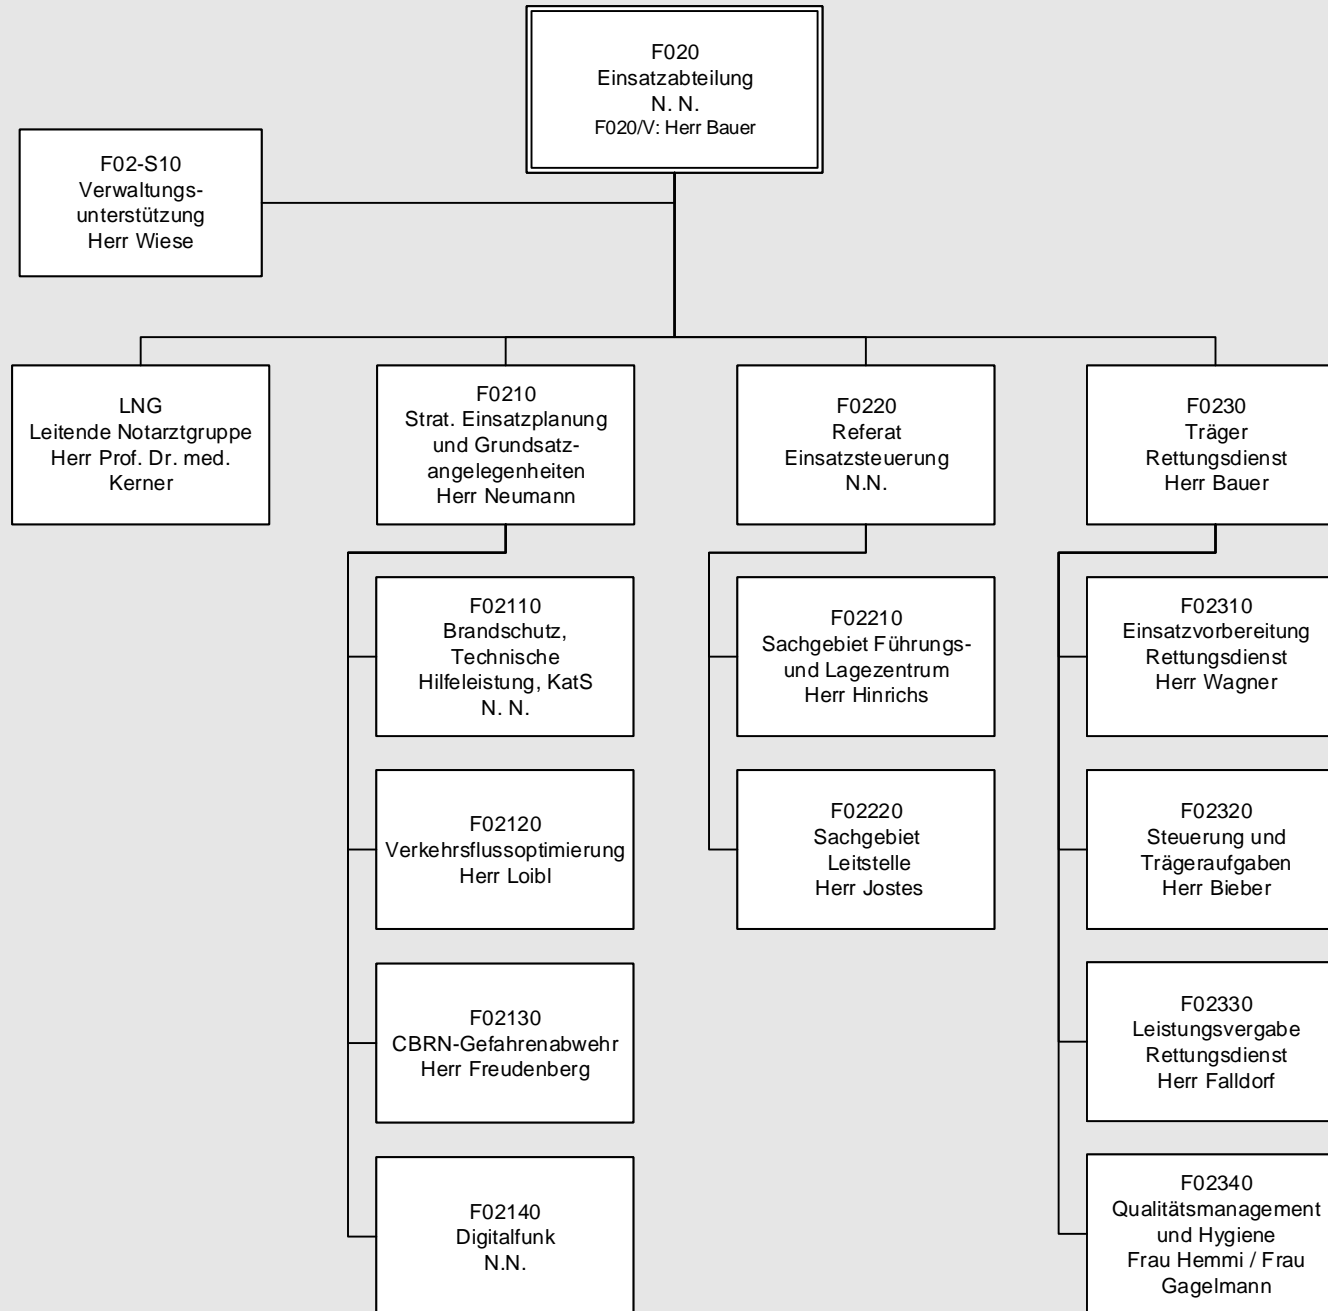 F020
Einsatzabteilung
N. N.
F020/V: Herr Bauer
F02-S10
Verwaltungs-
unterstützung
Herr Wiese
LNG
Leitende Notarztgruppe
Herr Prof. Dr. med.
Kerner
F0210
Strat. Einsatzplanung
und Grundsatz-
angelegenheiten
Herr Neumann
F02110
Brandschutz,
Technische
Hilfeleistung, KatS
N. N.
F02120
Verkehrsflussoptimierung
Herr Loibl
F02130
CBRN-Gefahrenabwehr
Herr Freudenberg
F02140
Digitalfunk
N.N.
F0220
Referat
Einsatzsteuerung
N.N.
F02210
Sachgebiet Führungs-
und Lagezentrum
Herr Hinrichs
F02220
Sachgebiet
Leitstelle
Herr Jostes
F0230
Träger
Rettungsdienst
Herr Bauer
F02310
Einsatzvorbereitung
Rettungsdienst
Herr Wagner
F02320
Steuerung und
Trägeraufgaben
Herr Bieber
F02330
Leistungsvergabe
Rettungsdienst
Herr Falldorf
F02340
Qualitätsmanagement
und Hygiene
Frau Hemmi / Frau
Gagelmann